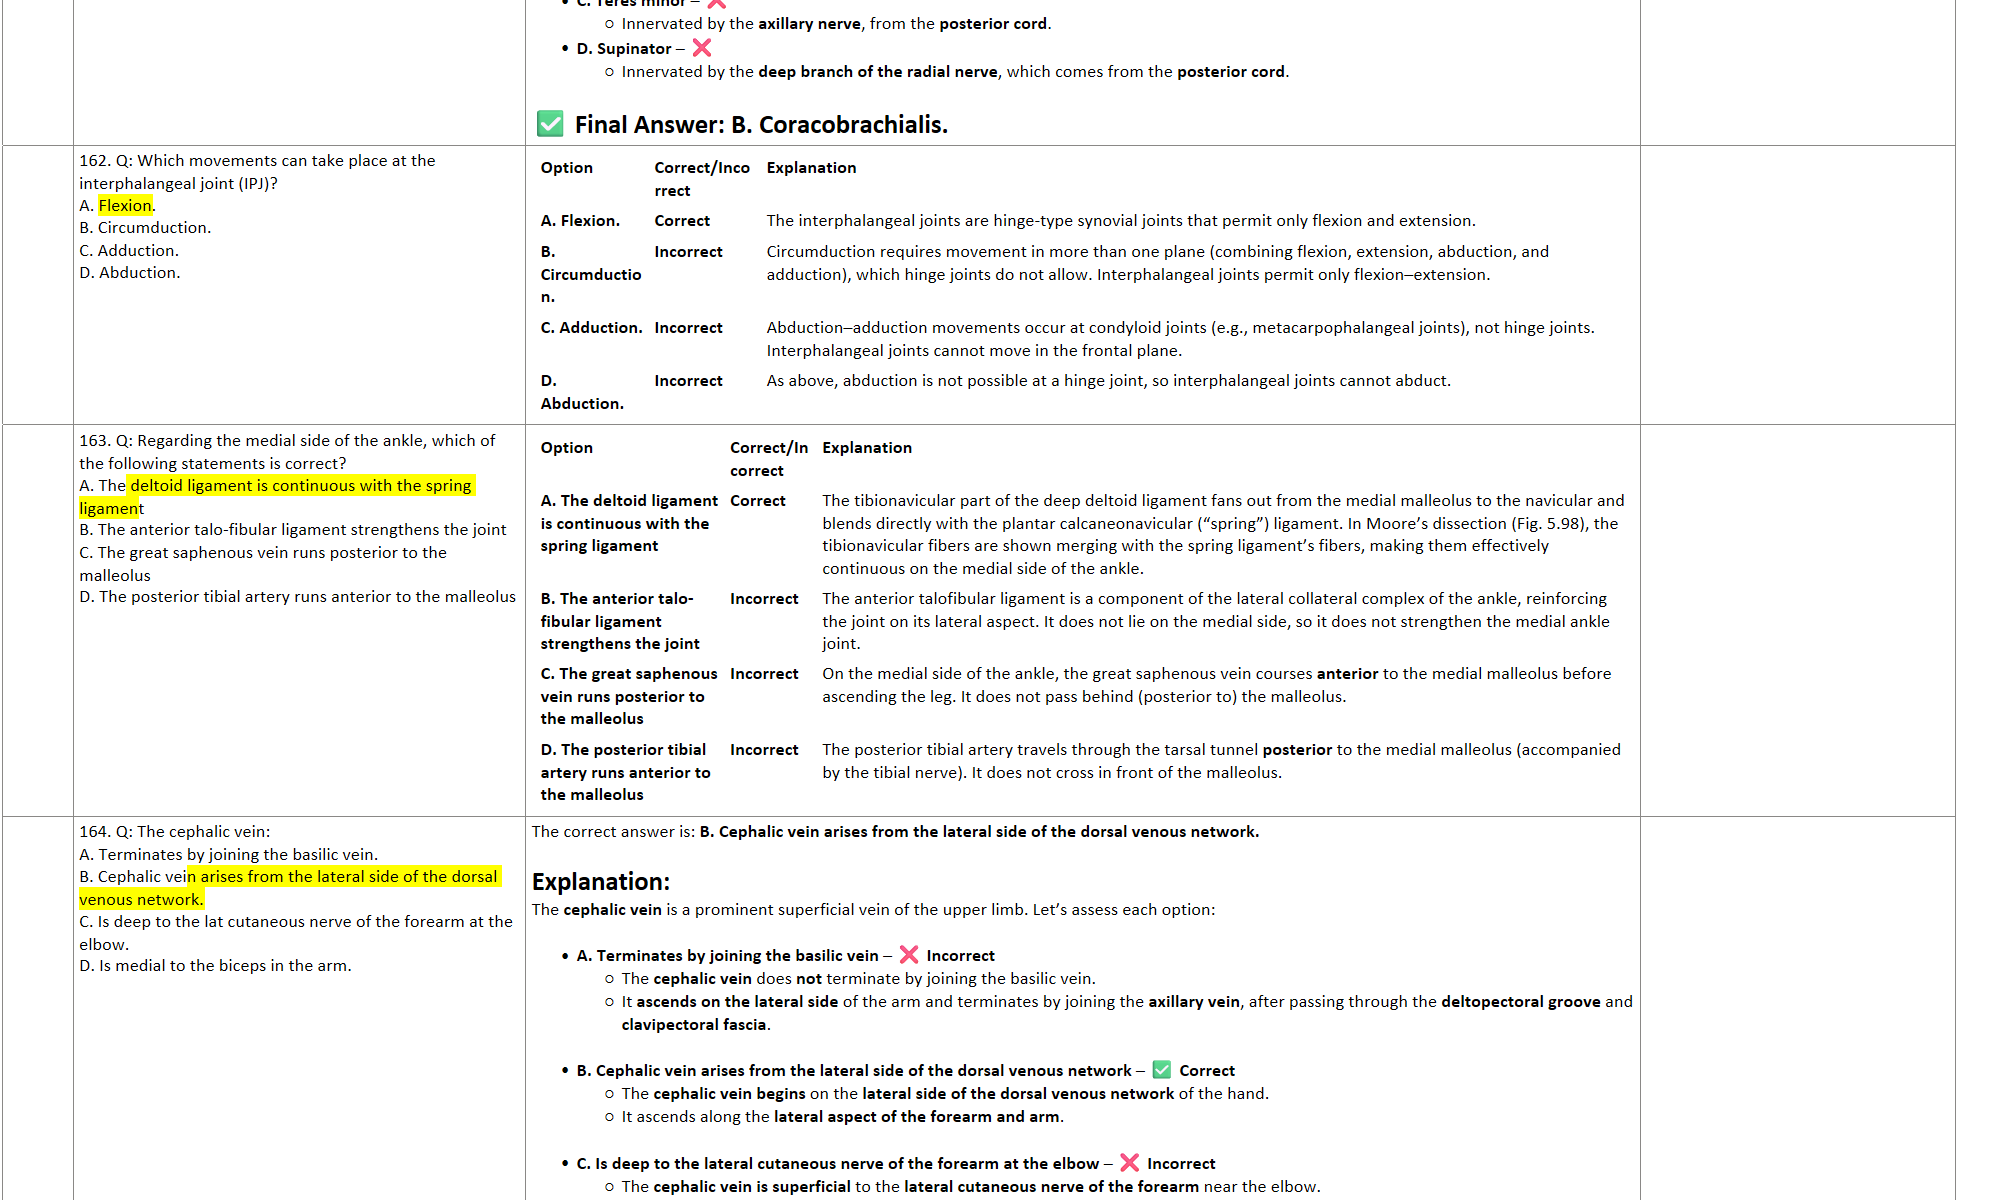 • C. Teres minor – ❌
○ Innervated by the axillary nerve, from the posterior cord.
• D. Supinator – ❌
○ Innervated by the deep branch of the radial nerve, which comes from the posterior cord.
✅ Final Answer: B. Coracobrachialis.
162. Q: Which movements can take place at the
interphalangeal joint (IPJ)?
A. Flexion.
B. Circumduction.
C. Adduction.
D. Abduction.
Option Correct/Inco Explanation
rrect
A. Flexion. Correct The interphalangeal joints are hinge-type synovial joints that permit only flexion and extension.
B. Incorrect Circumduction requires movement in more than one plane (combining flexion, extension, abduction, and
Circumductio adduction), which hinge joints do not allow. Interphalangeal joints permit only flexion–extension.
n.
C. Adduction. Incorrect Abduction–adduction movements occur at condyloid joints (e.g., metacarpophalangeal joints), not hinge joints.
Interphalangeal joints cannot move in the frontal plane.
D. Incorrect As above, abduction is not possible at a hinge joint, so interphalangeal joints cannot abduct.
Abduction.
163. Q: Regarding the medial side of the ankle, which of
the following statements is correct?
A. The deltoid ligament is continuous with the spring
ligament
B. The anterior talo-fibular ligament strengthens the joint
C. The great saphenous vein runs posterior to the
malleolus
D. The posterior tibial artery runs anterior to the malleolus
Option Correct/In Explanation
correct
A. The deltoid ligament Correct The tibionavicular part of the deep deltoid ligament fans out from the medial malleolus to the navicular and
is continuous with the blends directly with the plantar calcaneonavicular (“spring”) ligament. In Moore’s dissection (Fig. 5.98), the
spring ligament tibionavicular fibers are shown merging with the spring ligament’s fibers, making them effectively
continuous on the medial side of the ankle.
B. The anterior talo- Incorrect The anterior talofibular ligament is a component of the lateral collateral complex of the ankle, reinforcing
fibular ligament the joint on its lateral aspect. It does not lie on the medial side, so it does not strengthen the medial ankle
strengthens the joint joint.
C. The great saphenous Incorrect On the medial side of the ankle, the great saphenous vein courses anterior to the medial malleolus before
vein runs posterior to ascending the leg. It does not pass behind (posterior to) the malleolus.
the malleolus
D. The posterior tibial Incorrect The posterior tibial artery travels through the tarsal tunnel posterior to the medial malleolus (accompanied
artery runs anterior to by the tibial nerve). It does not cross in front of the malleolus.
the malleolus
164. Q: The cephalic vein:
A. Terminates by joining the basilic vein.
B. Cephalic vein arises from the lateral side of the dorsal
venous network.
C. Is deep to the lat cutaneous nerve of the forearm at the
elbow.
D. Is medial to the biceps in the arm.
The correct answer is: B. Cephalic vein arises from the lateral side of the dorsal venous network.
Explanation:
The cephalic vein is a prominent superficial vein of the upper limb. Let’s assess each option:
• A. Terminates by joining the basilic vein – ❌ Incorrect
○ The cephalic vein does not terminate by joining the basilic vein.
○ It ascends on the lateral side of the arm and terminates by joining the axillary vein, after passing through the deltopectoral groove and
clavipectoral fascia.
• B. Cephalic vein arises from the lateral side of the dorsal venous network – ✅ Correct
○ The cephalic vein begins on the lateral side of the dorsal venous network of the hand.
○ It ascends along the lateral aspect of the forearm and arm.
• C. Is deep to the lateral cutaneous nerve of the forearm at the elbow – ❌ Incorrect
○ The cephalic vein is superficial to the lateral cutaneous nerve of the forearm near the elbow.